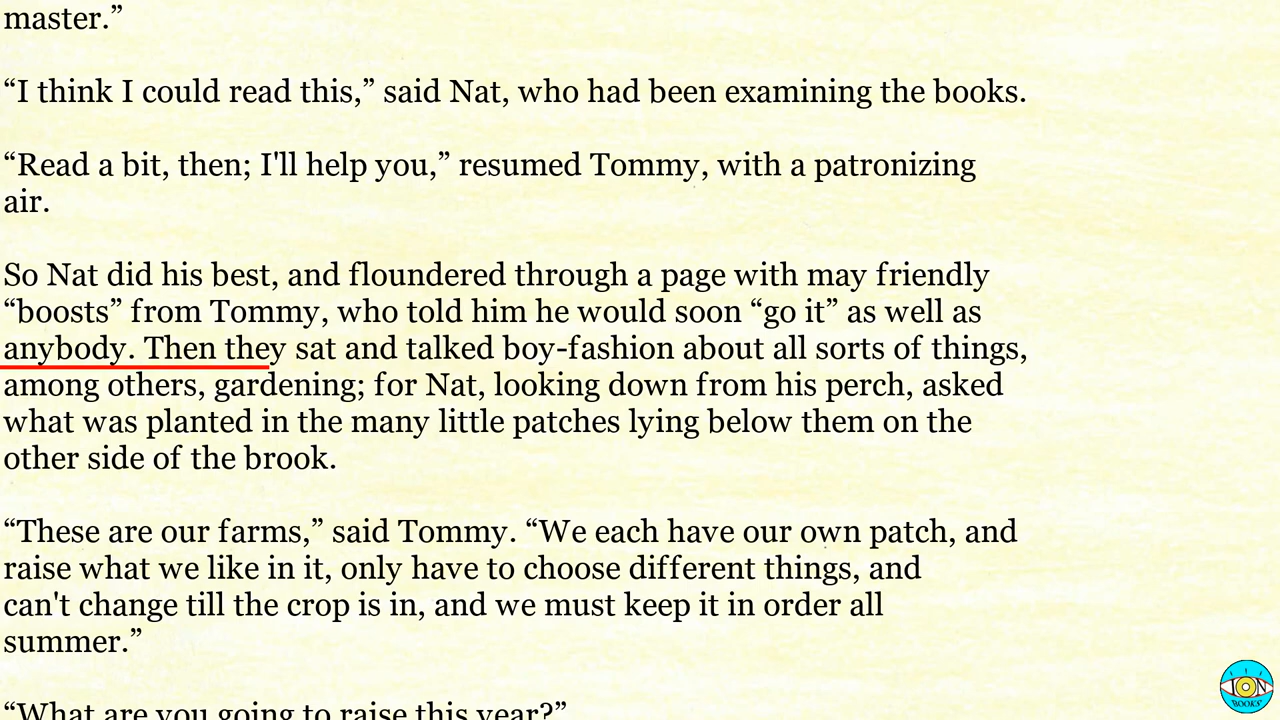 master.”
“I think I could read this,” said Nat, who had been examining the books.
“Read a bit, then; I'll help you,” resumed Tommy, with a patronizing
air.
So Nat did his best, and floundered through a page with may friendly
“boosts” from Tommy, who told him he would soon “go it” as well as
anybody. Then they sat and talked boy-fashion about all sorts of things,
among others, gardening; for Nat, looking down from his perch, asked
what was planted in the many little patches lying below them on the
other side of the brook.
“These are our farms,” said Tommy. “We each have our own patch, and
raise what we like in it, only have to choose different things, and
can't change till the crop is in, and we must keep it in order all
summer.”
“What are you going to raise this year?”
ION
BOOKS